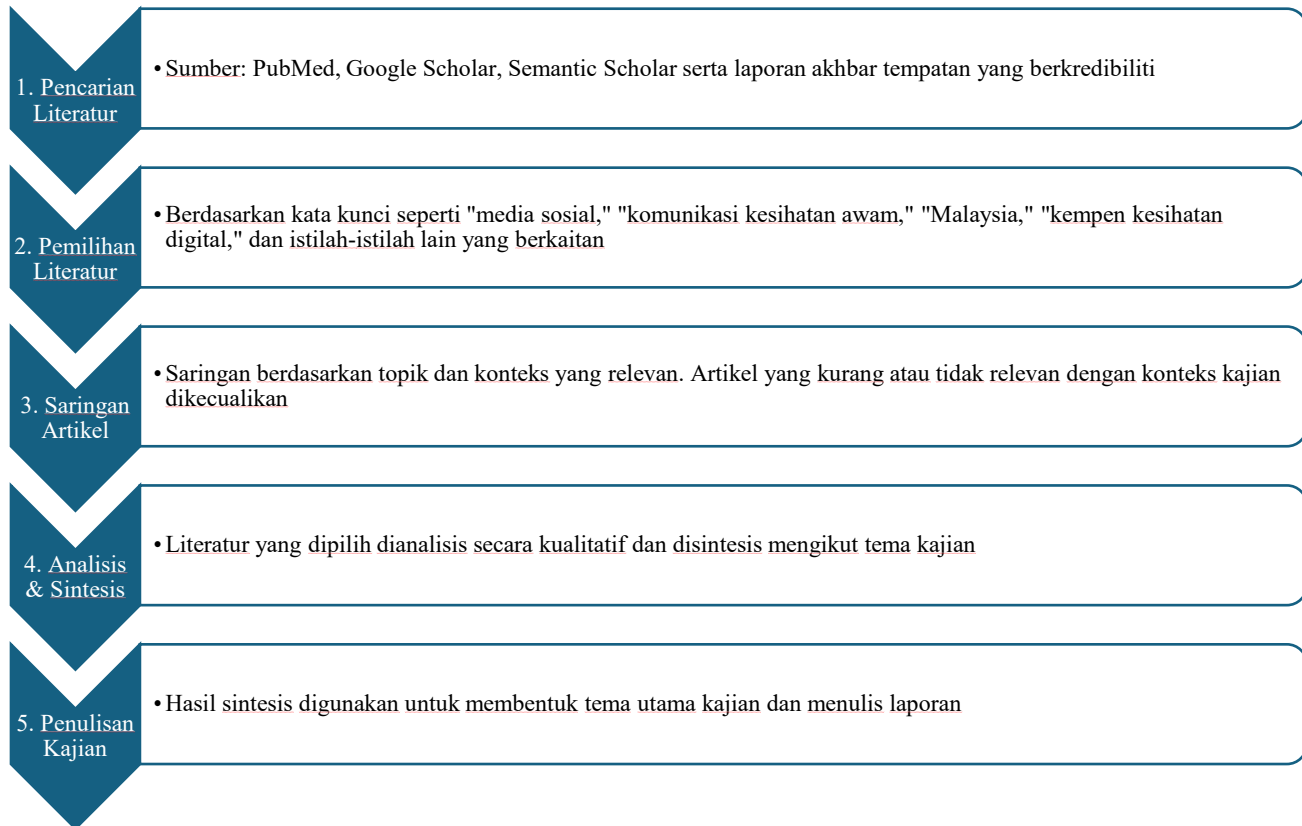 1. Pencarian
Literatur
• Sumber: PubMed, Google Scholar, Semantic Scholar serta laporan akhbar tempatan yang berkredibiliti
2. Pemilihan
Literatur
• Berdasarkan kata kunci seperti "media sosial," "komunikasi kesihatan awam," "Malaysia," "kempen kesihatan
digital," dan istilah-istilah lain yang berkaitan
3. Saringan
Artikel
• Saringan berdasarkan topik dan konteks yang relevan. Artikel yang kurang atau tidak relevan dengan konteks kajian
dikecualikan
4. Analisis
& Sintesis
• Literatur yang dipilih dianalisis secara kualitatif dan disintesis mengikut tema kajian
5. Penulisan
Kajian
• Hasil sintesis digunakan untuk membentuk tema utama kajian dan menulis laporan